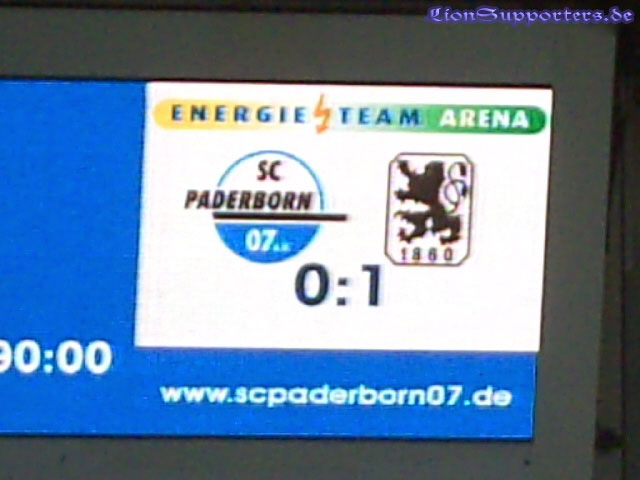 LionSupporters.de
ENERGIE TEAM ARENA
SC
PADERBORN
07 e.V.
1860
0:1
90:00
www.scpaderborn07.de